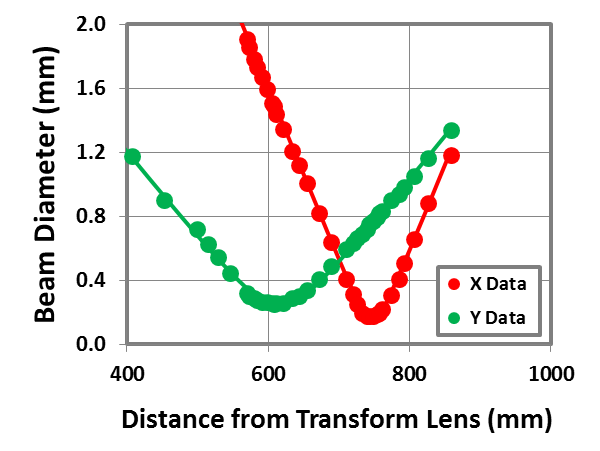 2.0
1.6
1.2
0.8
0.4
0.0
Beam Diameter (mm)
X Data
Y Data
400 600 800 1000
Distance from Transform Lens (mm)